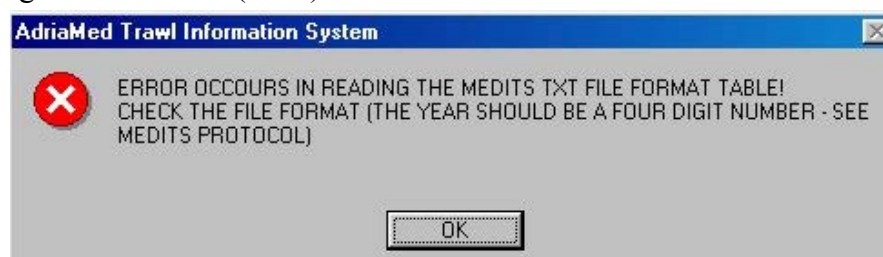 AdriaMed Trawl Information System
ERROR OCCOURS IN READING THE MEDITS TXT FILE FORMAT TABLE!
CHECK THE FILE FORMAT (THE YEAR SHOULD BE A FOUR DIGIT NUMBER - SEE
MEDITS PROTOCOL)
OK